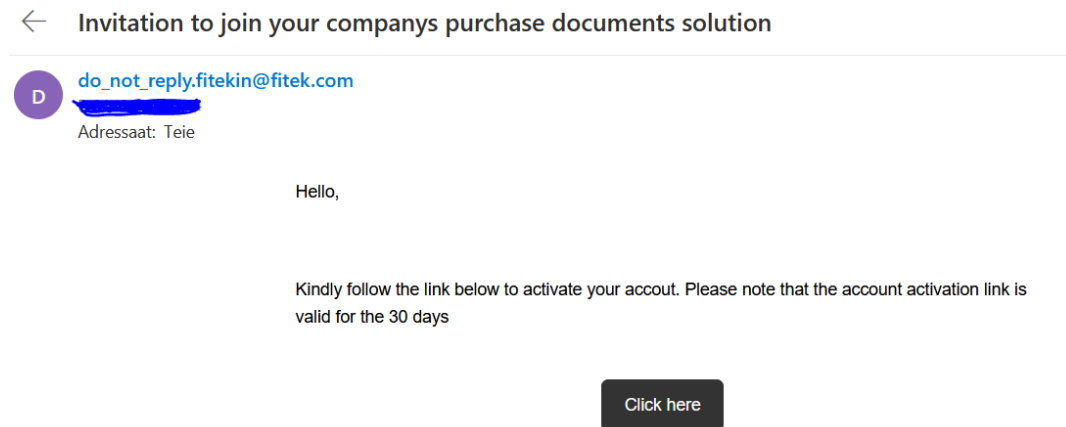 Invitation to join your companys purchase documents solution
do_not_reply.fitekin@fitek.com
D
Adressaat: Teie
Hello,
Kindly follow the link below to activate your accout. Please note that the account activation link is
valid for the 30 days
Click here